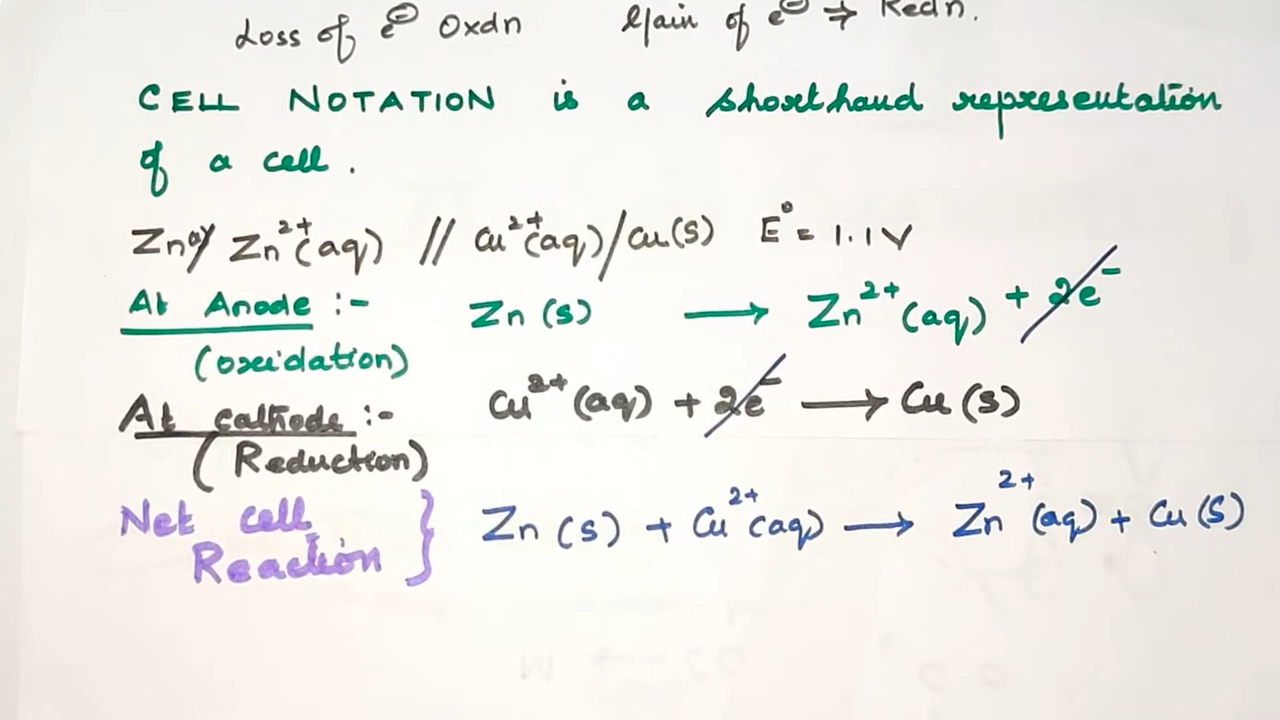 Loss of e⊖ Oxdn Gain of e⊖ ⇒ Redn.
CELL NOTATION is a shorthand representation
of a cell.
Zn(s)/ Zn²⁺(aq) // Cu²⁺(aq)/Cu(s) E° = 1.1V
At Anode :- Zn (s) → Zn²⁺(aq) + 2e⁻
(oxidation)
At cathode :- Cu²⁺(aq) + 2e⁻ → Cu (s)
(Reduction)
Net cell Reaction } Zn (s) + Cu²⁺(aq) → Zn²⁺(aq) + Cu (s)